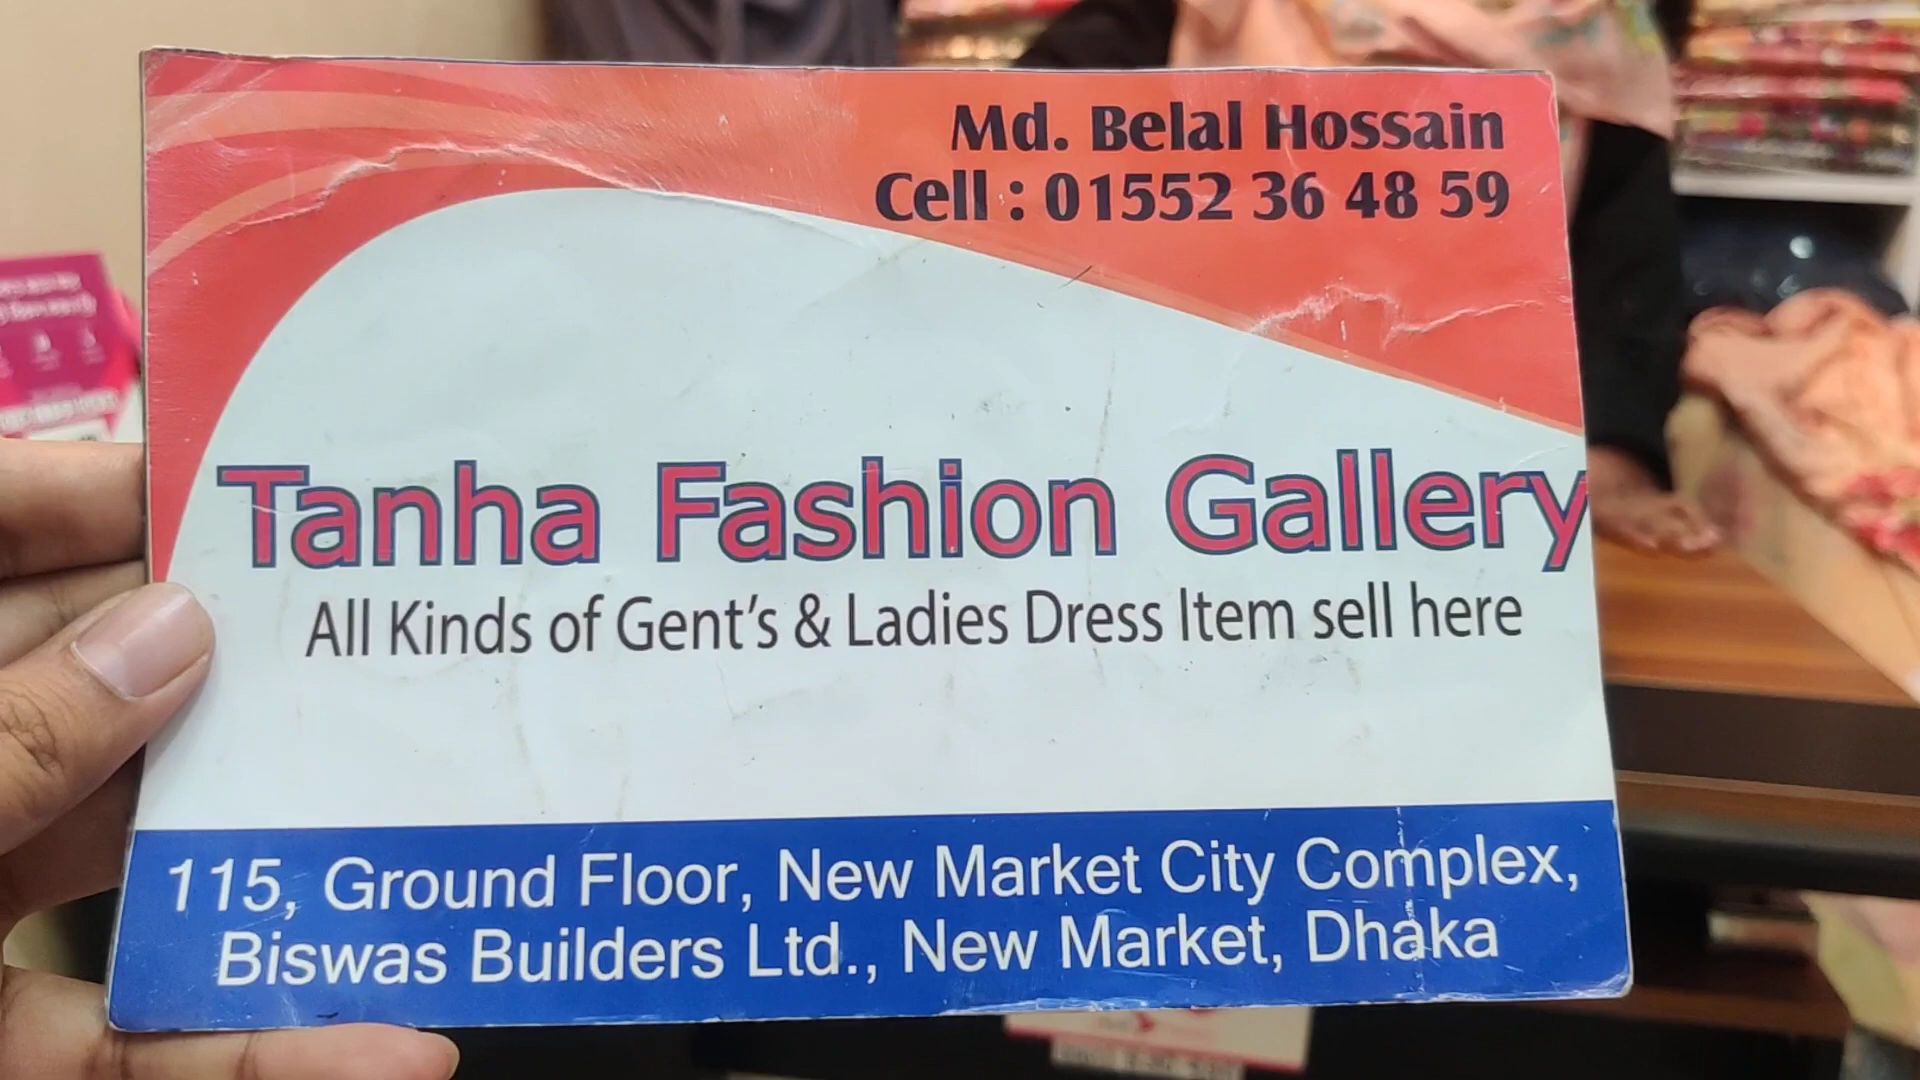 Md. Belal Hossain
Cell : 01552 36 48 59
Tanha Fashion Gallery
All Kinds of Gent's & Ladies Dress Item sell here
115, Ground Floor, New Market City Complex,
Biswas Builders Ltd., New Market, Dhaka